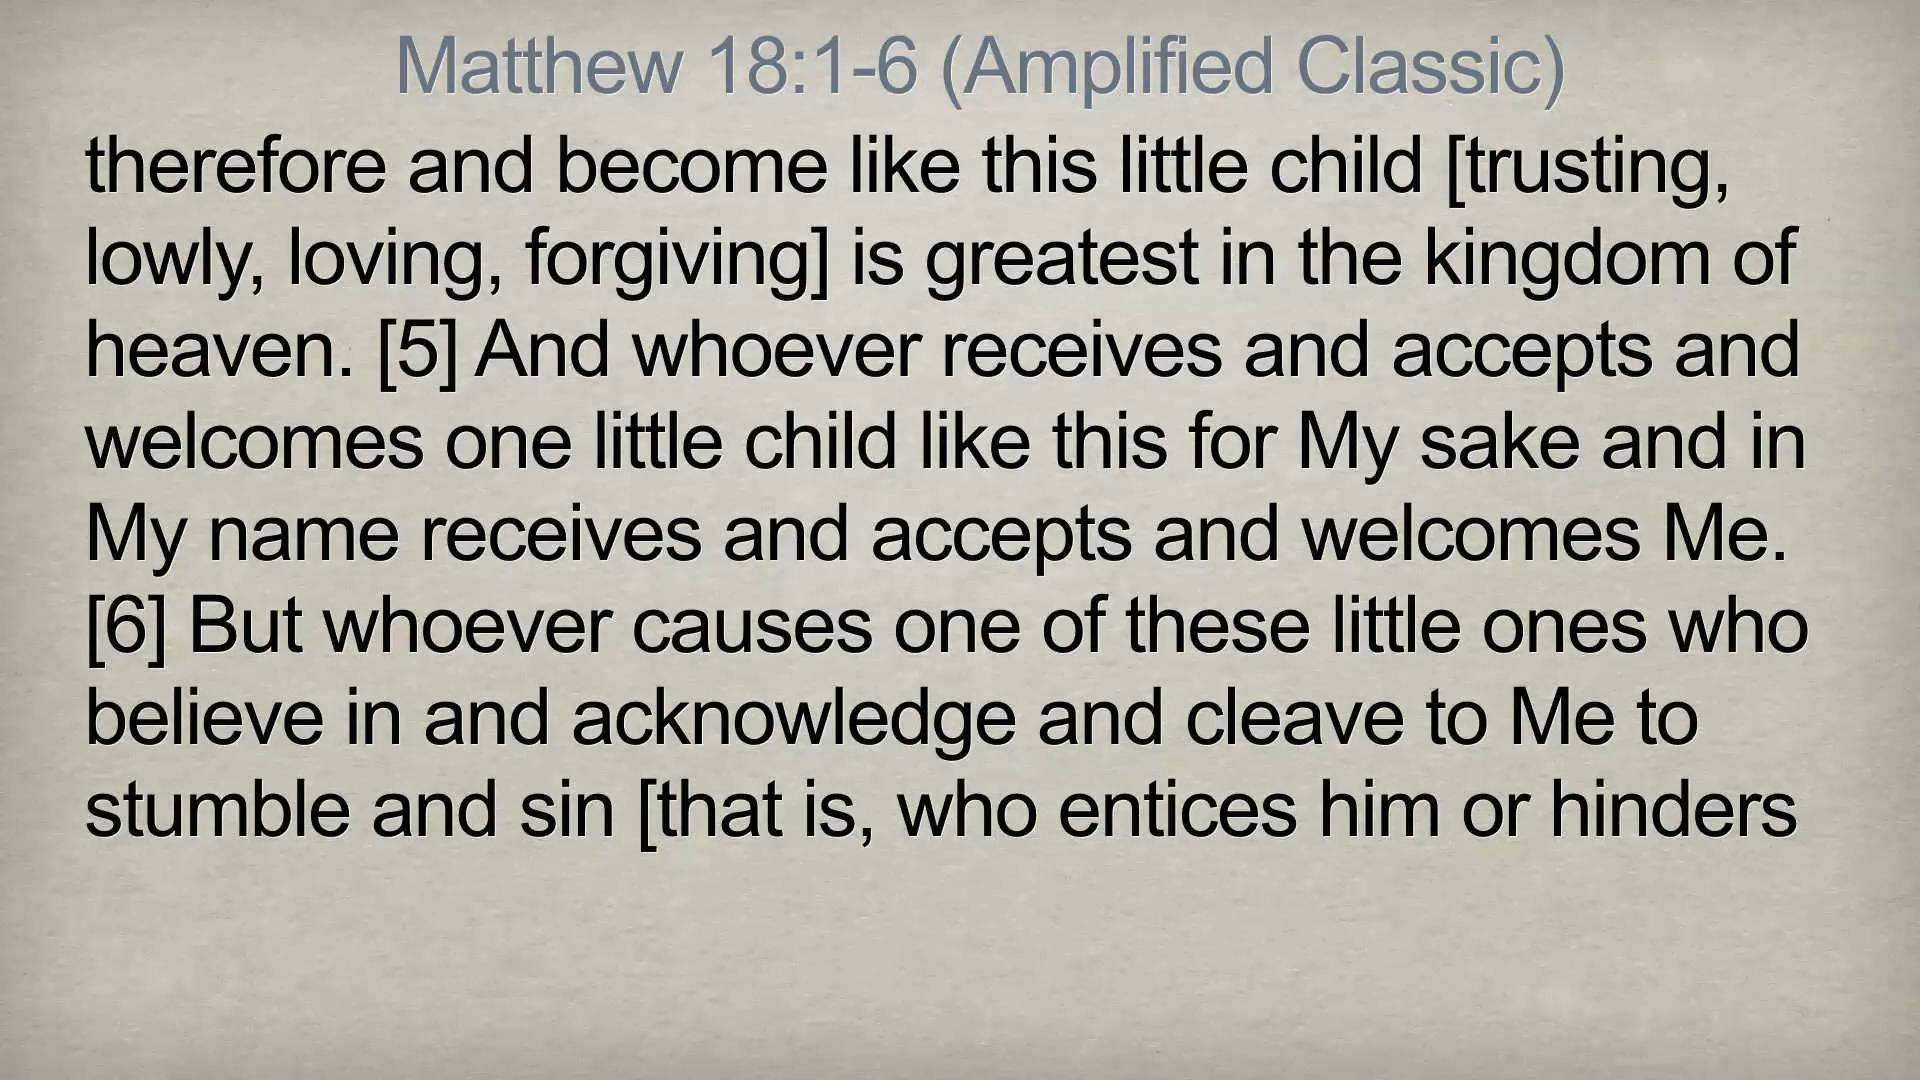 Matthew 18:1-6 (Amplified Classic)
therefore and become like this little child [trusting,
lowly, loving, forgiving] is greatest in the kingdom of
heaven. [5] And whoever receives and accepts and
welcomes one little child like this for My sake and in
My name receives and accepts and welcomes Me.
[6] But whoever causes one of these little ones who
believe in and acknowledge and cleave to Me to
stumble and sin [that is, who entices him or hinders